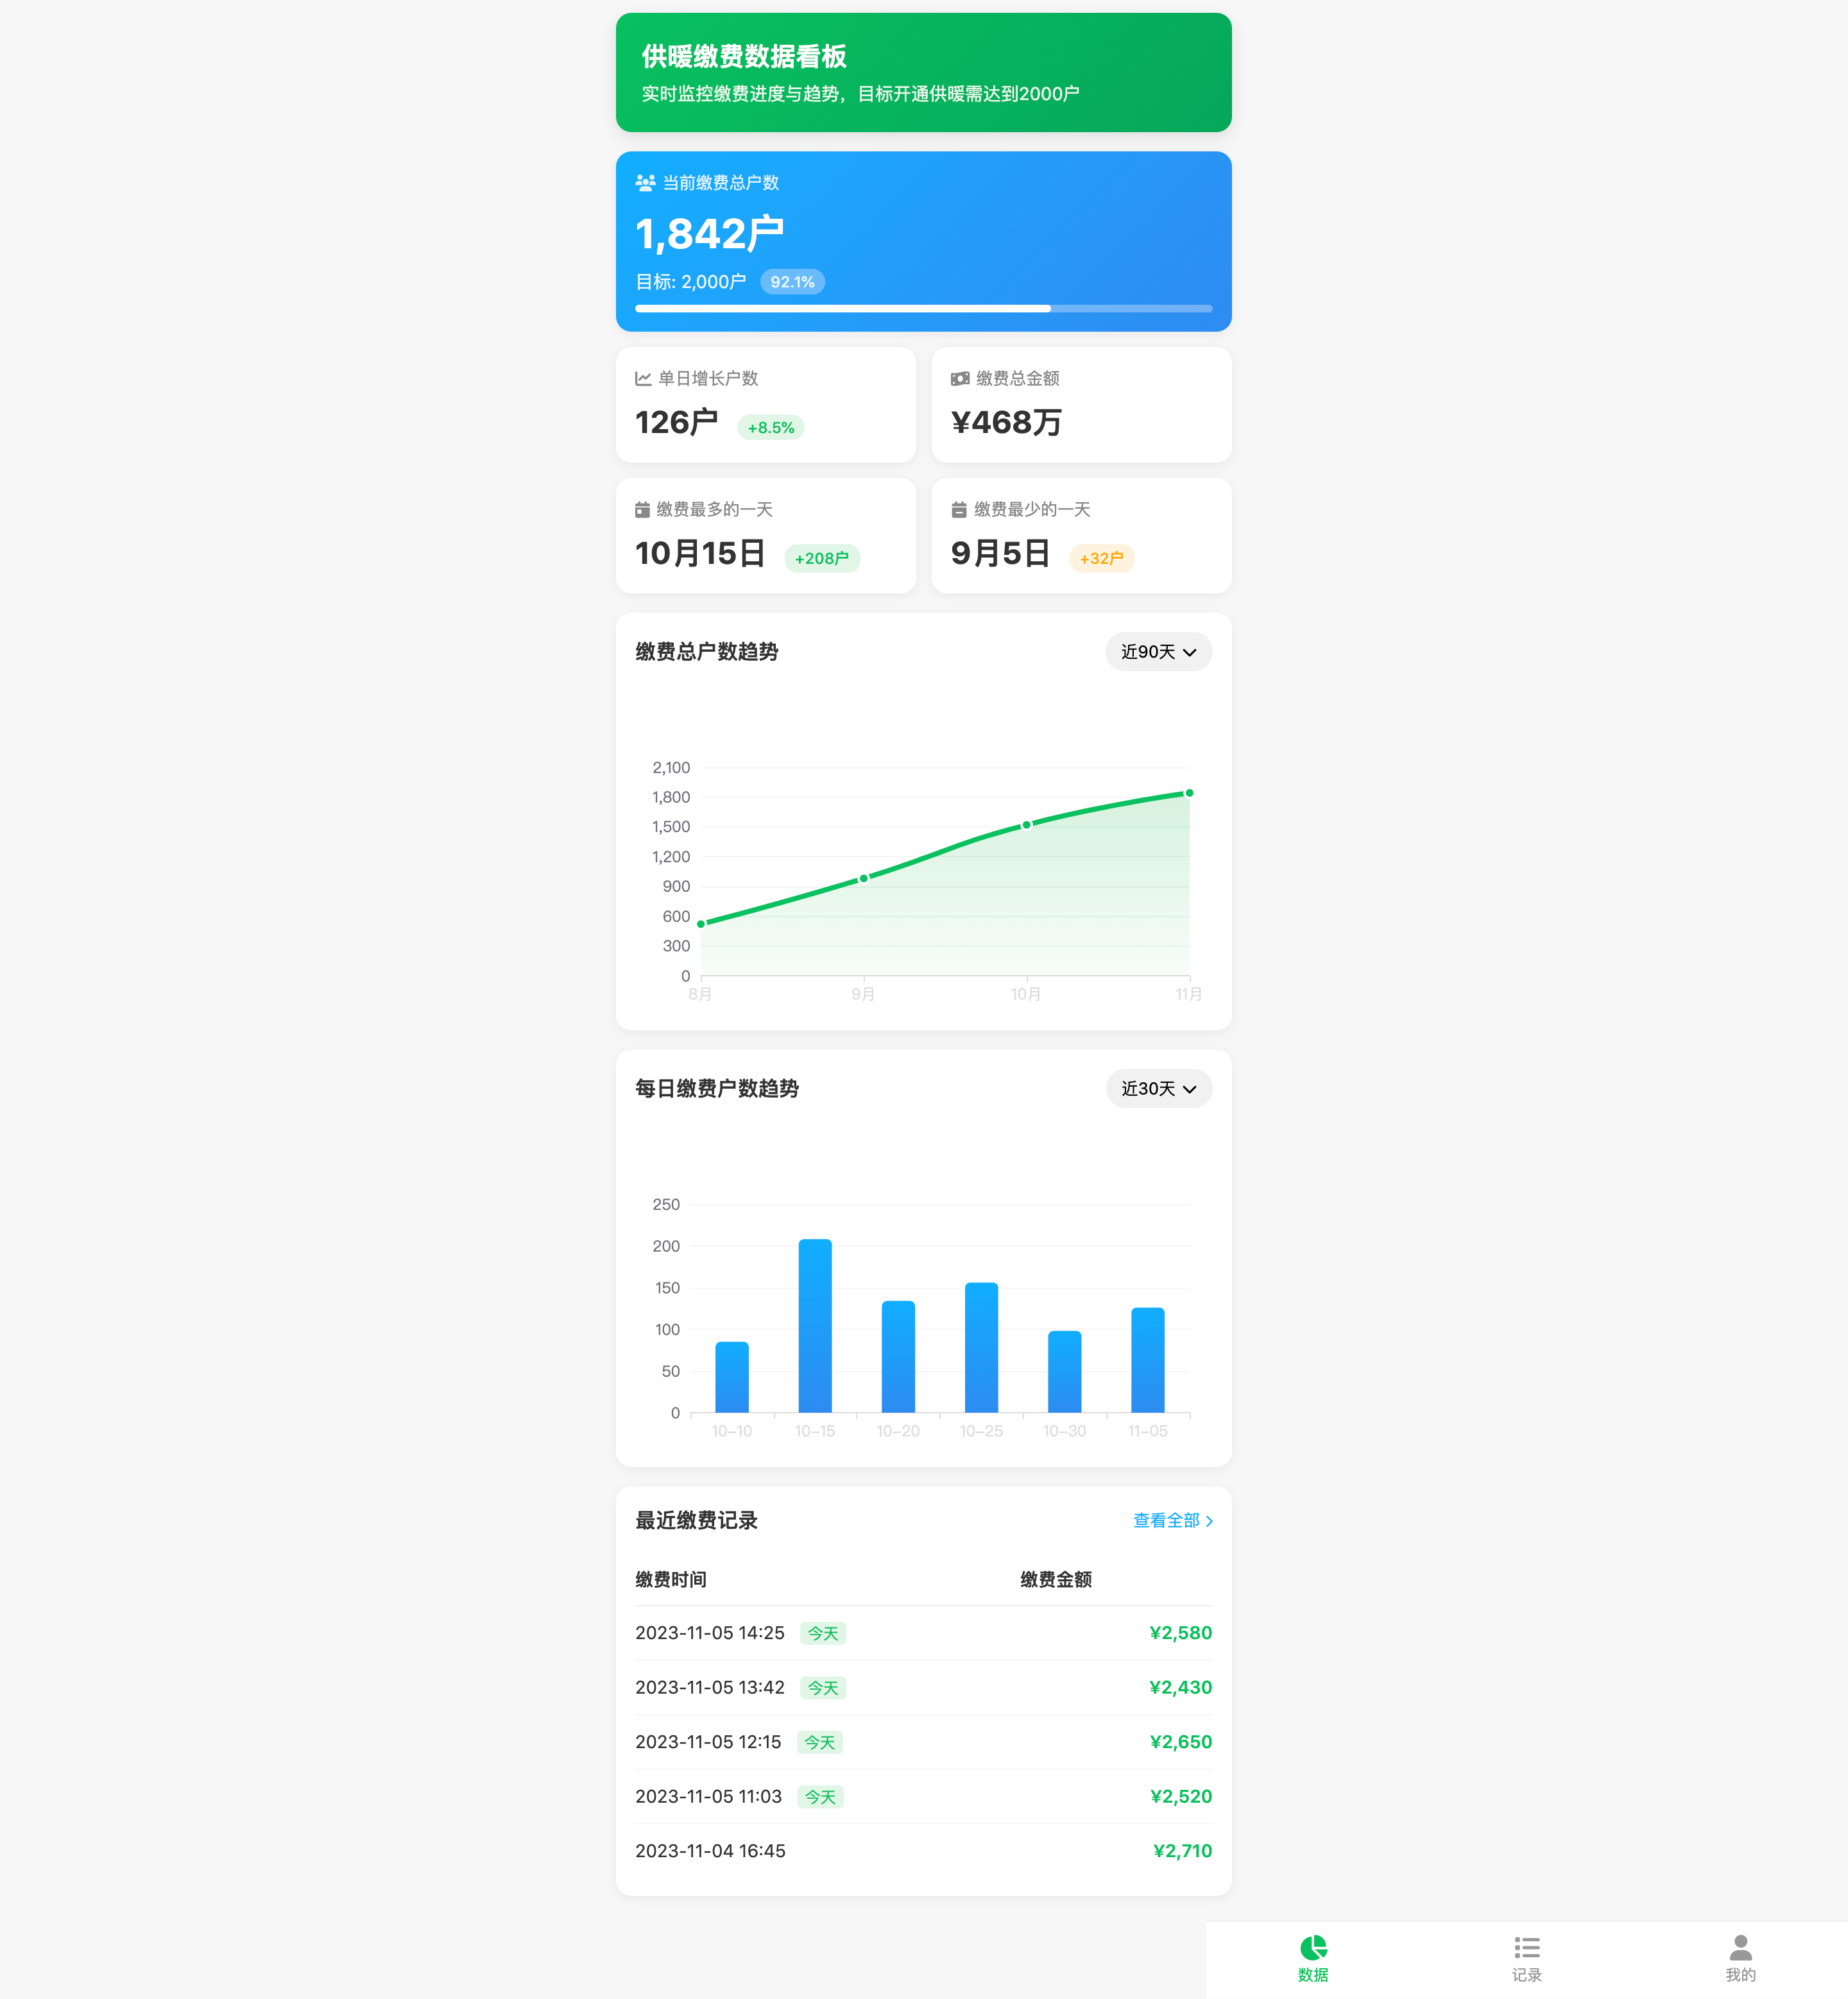 供暖缴费数据看板
实时监控缴费进度与趋势，目标开通供暖需达到2000户
当前缴费总户数
1,842户
目标: 2,000户 92.1%
单日增长户数
126户 +8.5%
缴费总金额
¥468万
缴费最多的一天
10月15日 +208户
缴费最少的一天
9月5日 +32户
缴费总户数趋势 近90天
2,100
1,800
1,500
1,200
900
600
300
0
8月 9月 10月 11月
每日缴费户数趋势 近30天
250
200
150
100
50
0
10-10 10-15 10-20 10-25 10-30 11-05
最近缴费记录 查看全部
缴费时间 缴费金额
2023-11-05 14:25 今天 ¥2,580
2023-11-05 13:42 今天 ¥2,430
2023-11-05 12:15 今天 ¥2,650
2023-11-05 11:03 今天 ¥2,520
2023-11-04 16:45 ¥2,710
数据 记录 我的